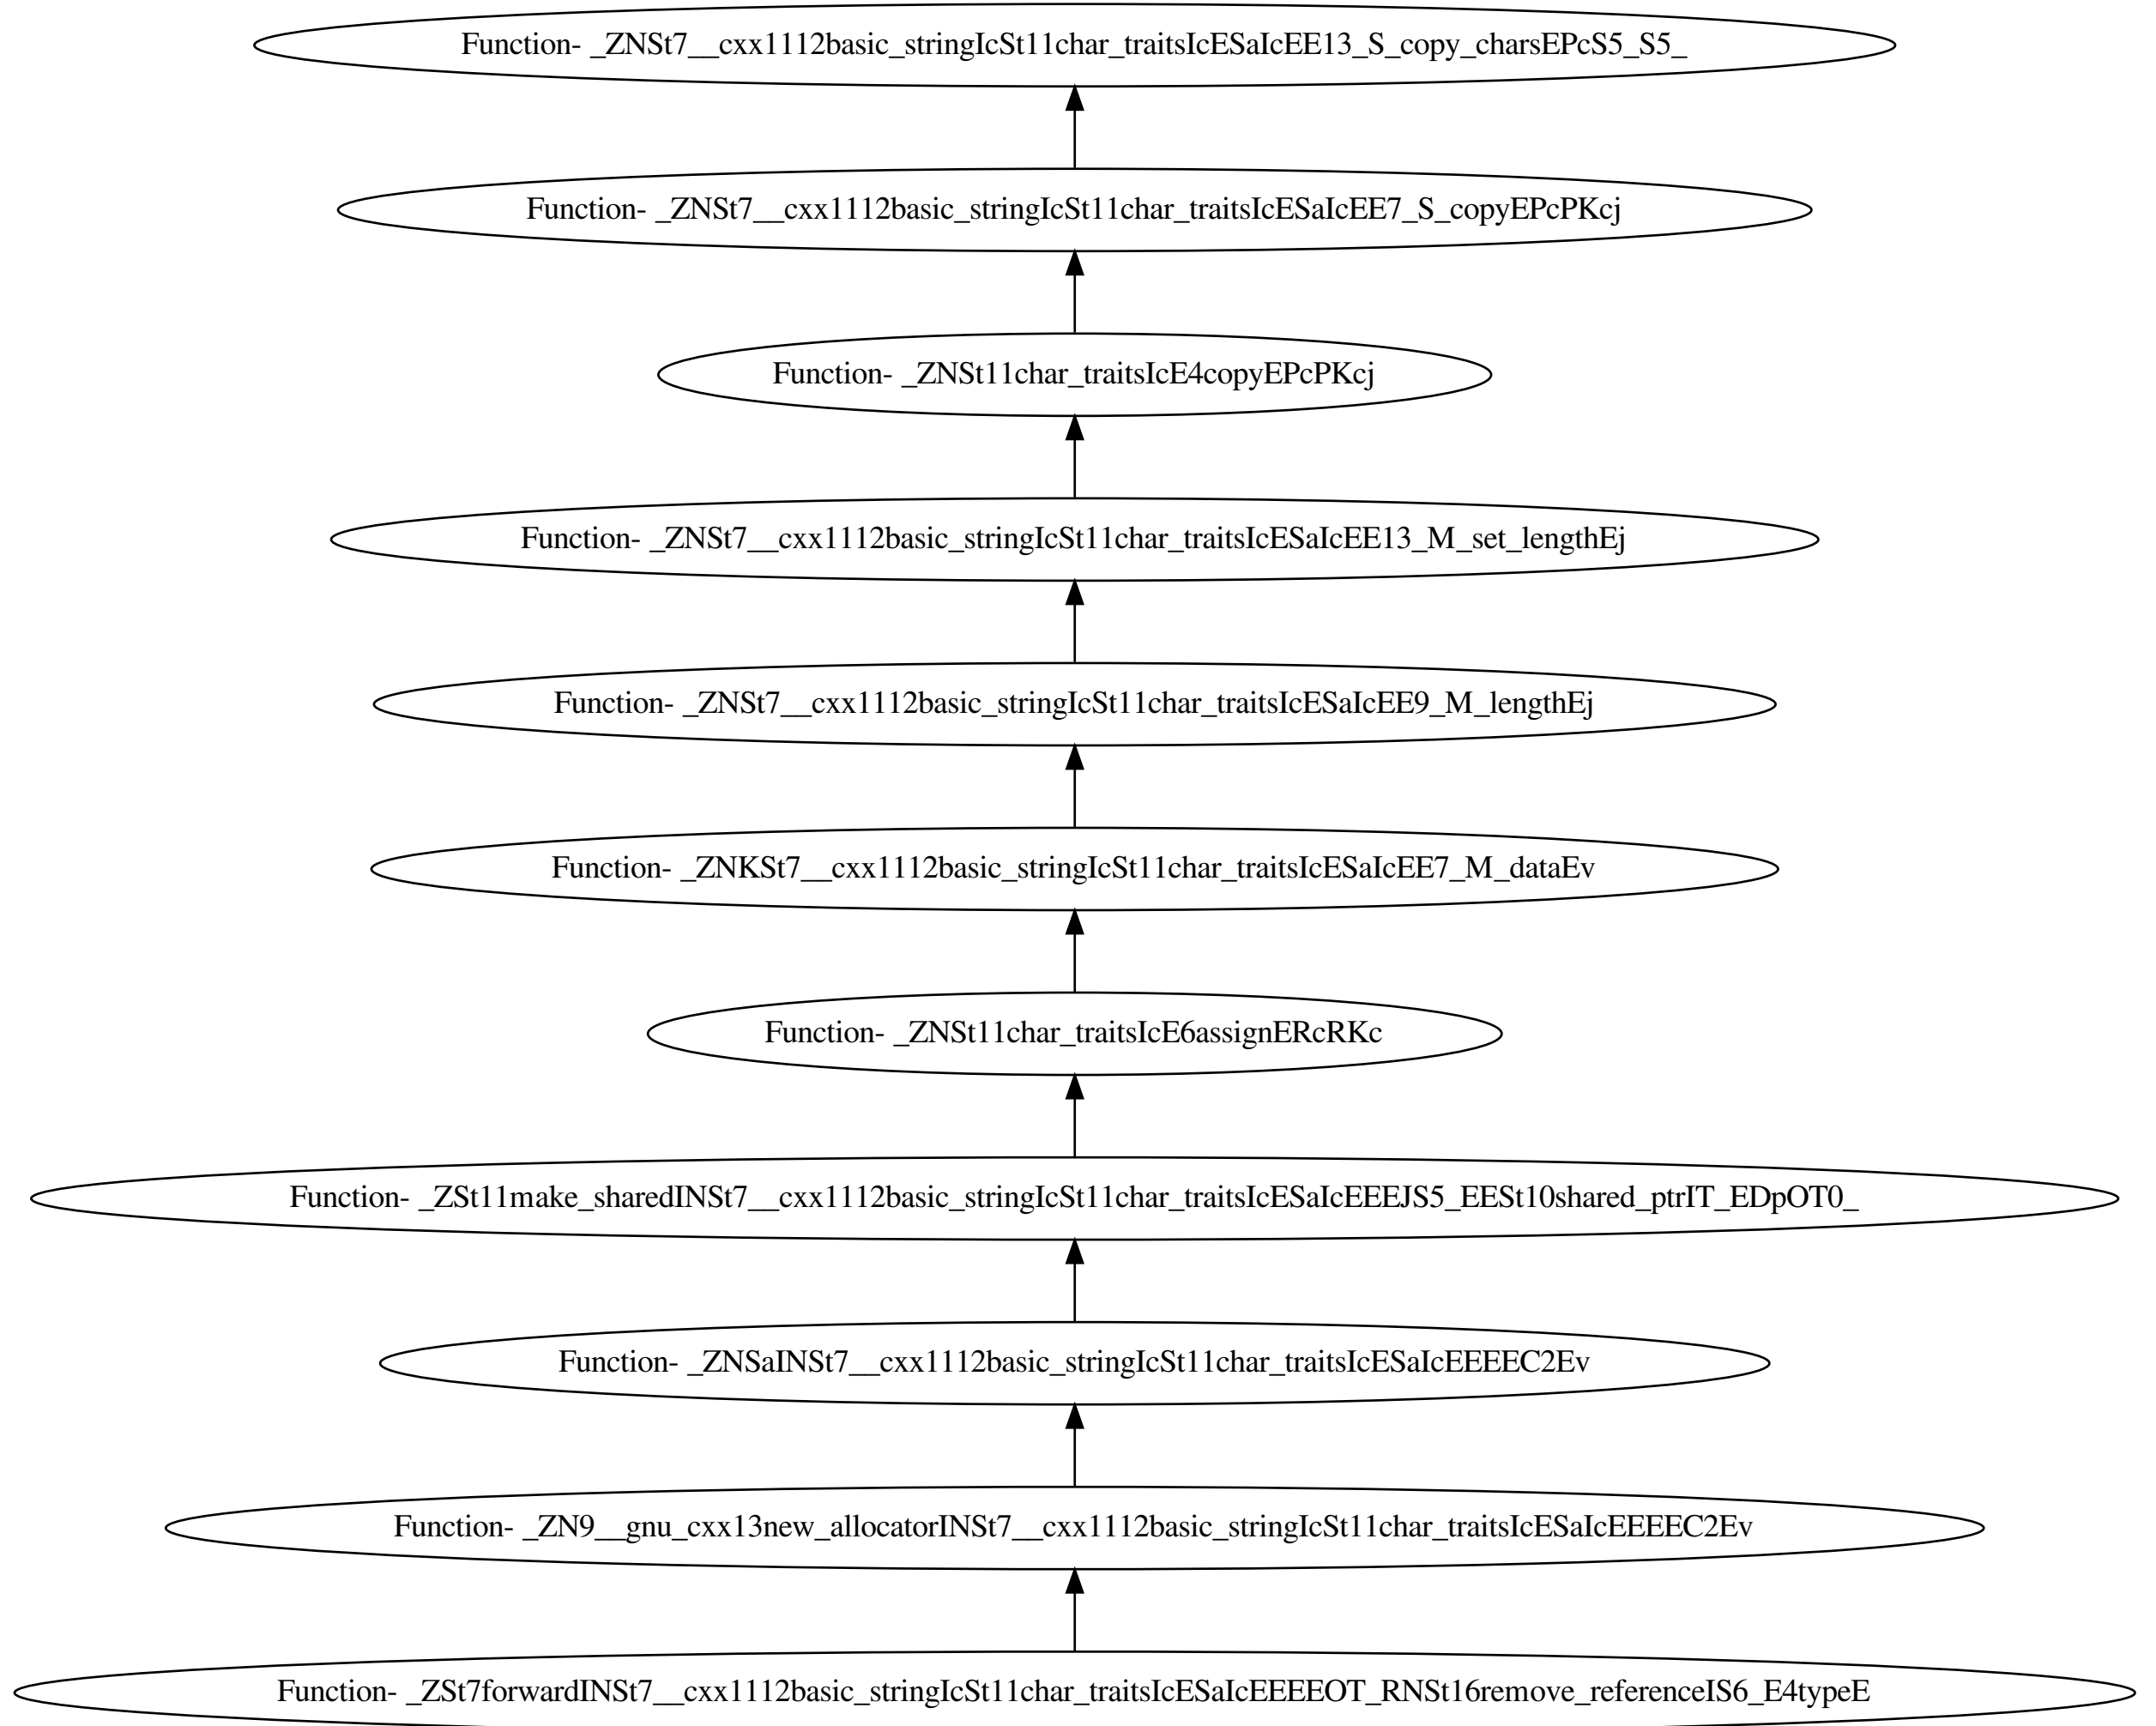 Function- _ZNSt7__cxx1112basic_stringIcSt11char_traitsIcESaIcEE13_S_copy_charsEPcS5_S5_
Function- _ZNSt7__cxx1112basic_stringIcSt11char_traitsIcESaIcEE7_S_copyEPcPKcj
Function- _ZNSt11char_traitsIcE4copyEPcPKcj
Function- _ZNSt7__cxx1112basic_stringIcSt11char_traitsIcESaIcEE13_M_set_lengthEj
Function- _ZNSt7__cxx1112basic_stringIcSt11char_traitsIcESaIcEE9_M_lengthEj
Function- _ZNKSt7__cxx1112basic_stringIcSt11char_traitsIcESaIcEE7_M_dataEv
Function- _ZNSt11char_traitsIcE6assignERcRKc
Function- _ZSt11make_sharedINSt7__cxx1112basic_stringIcSt11char_traitsIcESaIcEEEJS5_EESt10shared_ptrIT_EDpOT0_
Function- _ZNSaINSt7__cxx1112basic_stringIcSt11char_traitsIcESaIcEEEEC2Ev
Function- _ZN9__gnu_cxx13new_allocatorINSt7__cxx1112basic_stringIcSt11char_traitsIcESaIcEEEEC2Ev
Function- _ZSt7forwardINSt7__cxx1112basic_stringIcSt11char_traitsIcESaIcEEEEOT_RNSt16remove_referenceIS6_E4typeE